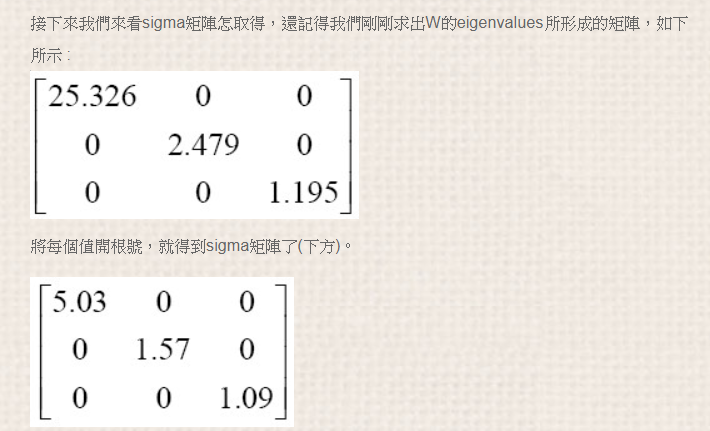 接下來我們來看sigma矩陣怎取得，還記得我們剛剛求出W的eigenvalues所形成的矩陣，如下
所示：
25.326 0 0
0 2.479 0
0 0 1.195
將每個值開根號，就得到sigma矩陣了(下方)。
5.03 0 0
0 1.57 0
0 0 1.09